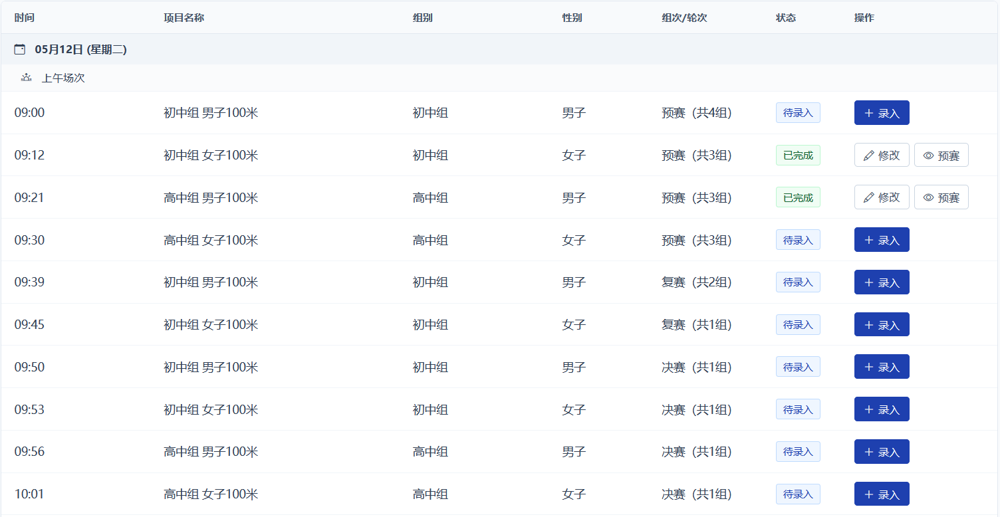 时间 项目名称 组别 性别 组次/轮次 状态 操作
05月12日 (星期二)
上午场次
09:00 初中组 男子100米 初中组 男子 预赛（共4组） 待录入 + 录入
09:12 初中组 女子100米 初中组 女子 预赛（共3组） 已完成 修改 预赛
09:21 高中组 男子100米 高中组 男子 预赛（共3组） 已完成 修改 预赛
09:30 高中组 女子100米 高中组 女子 预赛（共3组） 待录入 + 录入
09:39 初中组 男子100米 初中组 男子 复赛（共2组） 待录入 + 录入
09:45 初中组 女子100米 初中组 女子 复赛（共1组） 待录入 + 录入
09:50 初中组 男子100米 初中组 男子 决赛（共1组） 待录入 + 录入
09:53 初中组 女子100米 初中组 女子 决赛（共1组） 待录入 + 录入
09:56 高中组 男子100米 高中组 男子 决赛（共1组） 待录入 + 录入
10:01 高中组 女子100米 高中组 女子 决赛（共1组） 待录入 + 录入